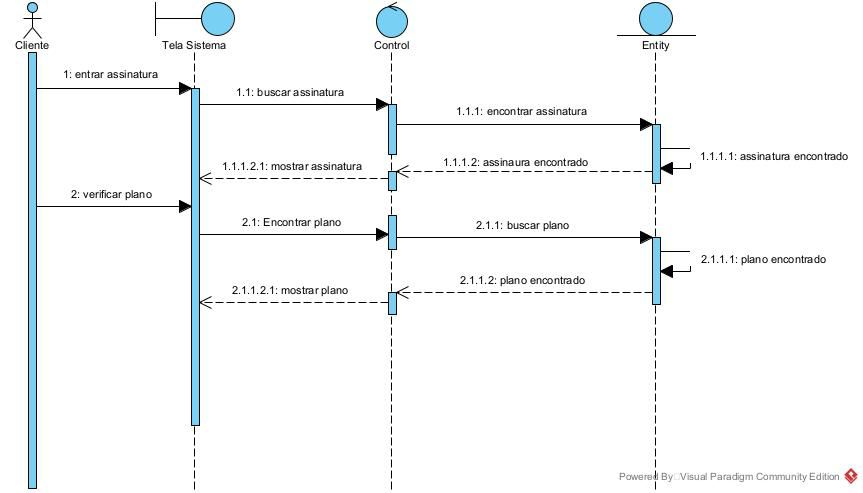 Cliente
Tela Sistema
Control
Entity
1: entrar assinatura
1.1: buscar assinatura
1.1.1: encontrar assinatura
1.1.1.1: assinatura encontrado
1.1.1.2: assinaura encontrado
1.1.1.2.1: mostrar assinatura
2: verificar plano
2.1: Encontrar plano
2.1.1: buscar plano
2.1.1.1: plano encontrado
2.1.1.2: plano encontrado
2.1.1.2.1: mostrar plano
Powered By Visual Paradigm Community Edition